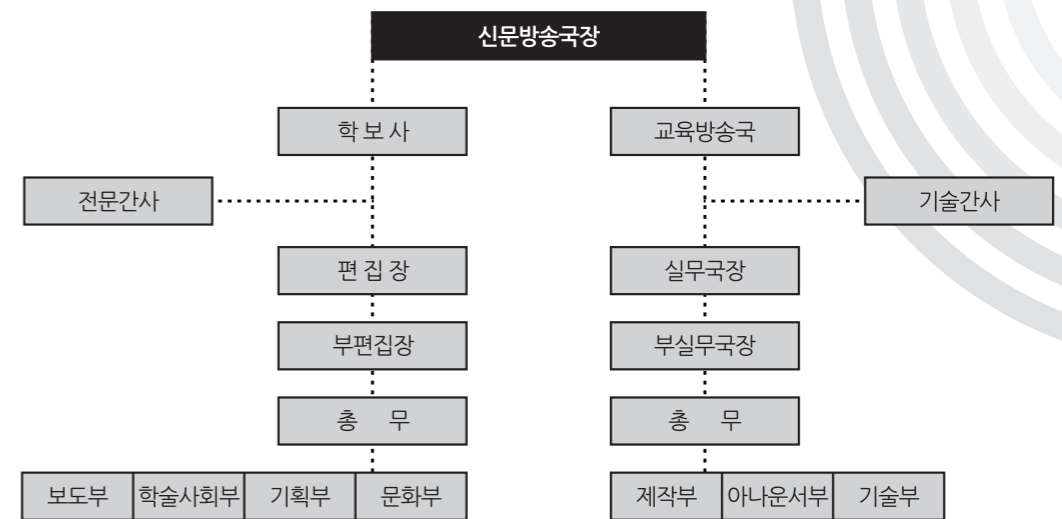 신문방송국장
학 보 사
교육방송국
전문간사
기술간사
편 집 장
실무국장
부편집장
부실무국장
총 무
총 무
보도부 학술사회부 기획부 문화부
제작부 아나운서부 기술부